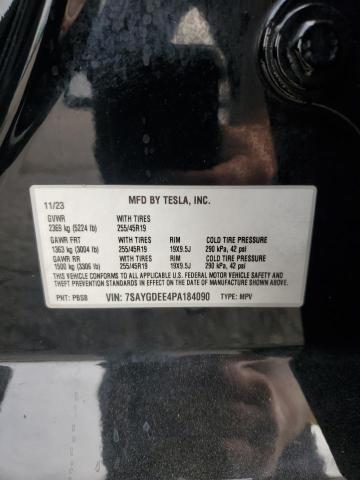 MFD BY TESLA, INC.
11/23
GVWR WITH TIRES
2369 kg (5224 lb) 255/45R19
GAWR FRT WITH TIRES RIM COLD TIRE PRESSURE
1363 kg (3004 lb) 255/45R19 19X9.5J 290 kPa, 42 psi
GAWR RR WITH TIRES RIM COLD TIRE PRESSURE
1500 kg (3306 lb) 255/45R19 19X9.5J 290 kPa, 42 psi
THIS VEHICLE CONFORMS TO ALL APPLICABLE FEDERAL MOTOR VEHICLE SAFETY
AND THEFT PREVENTION STANDARDS IN EFFECT ON THE DATE OF MANUFACTURE
SHOWN ABOVE.
PNT: PBSB VIN: 7SAYGDEE4PA184090 TYPE: MPV